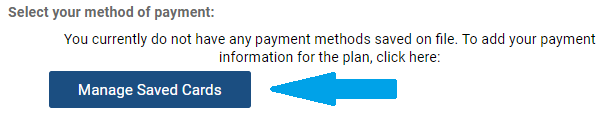 Select your method of payment:
You currently do not have any payment methods saved on file. To add your payment
information for the plan, click here:
Manage Saved Cards